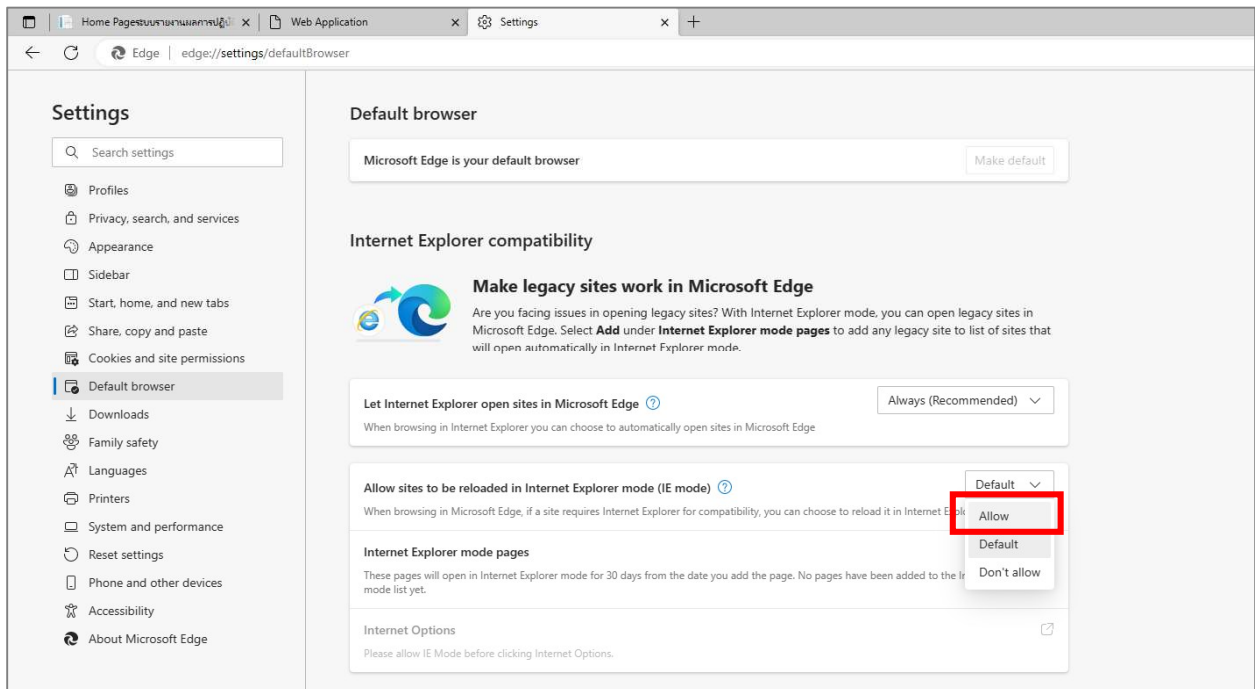 Home Pageระบบรายงานผลการปฏิบั
Web Application
Settings
Edge
edge://settings/defaultBrowser
Settings
Search settings
Profiles
Privacy, search, and services
Appearance
Sidebar
Start, home, and new tabs
Share, copy and paste
Cookies and site permissions
Default browser
Downloads
Family safety
Languages
Printers
System and performance
Reset settings
Phone and other devices
Accessibility
About Microsoft Edge
Default browser
Microsoft Edge is your default browser
Make default
Internet Explorer compatibility
Make legacy sites work in Microsoft Edge
Are you facing issues in opening legacy sites? With Internet Explorer mode, you can open legacy sites in
Microsoft Edge. Select Add under Internet Explorer mode pages to add any legacy site to list of sites that
will open automatically in Internet Explorer mode.
Let Internet Explorer open sites in Microsoft Edge
Always (Recommended)
When browsing in Internet Explorer you can choose to automatically open sites in Microsoft Edge
Allow sites to be reloaded in Internet Explorer mode (IE mode)
Default
When browsing in Microsoft Edge, if a site requires Internet Explorer for compatibility, you can choose to reload it in Internet
Allow
Default
Don't allow
Internet Explorer mode pages
These pages will open in Internet Explorer mode for 30 days from the date you add the page. No pages have been added to the
mode list yet.
Internet Options
Please allow IE Mode before clicking Internet Options.